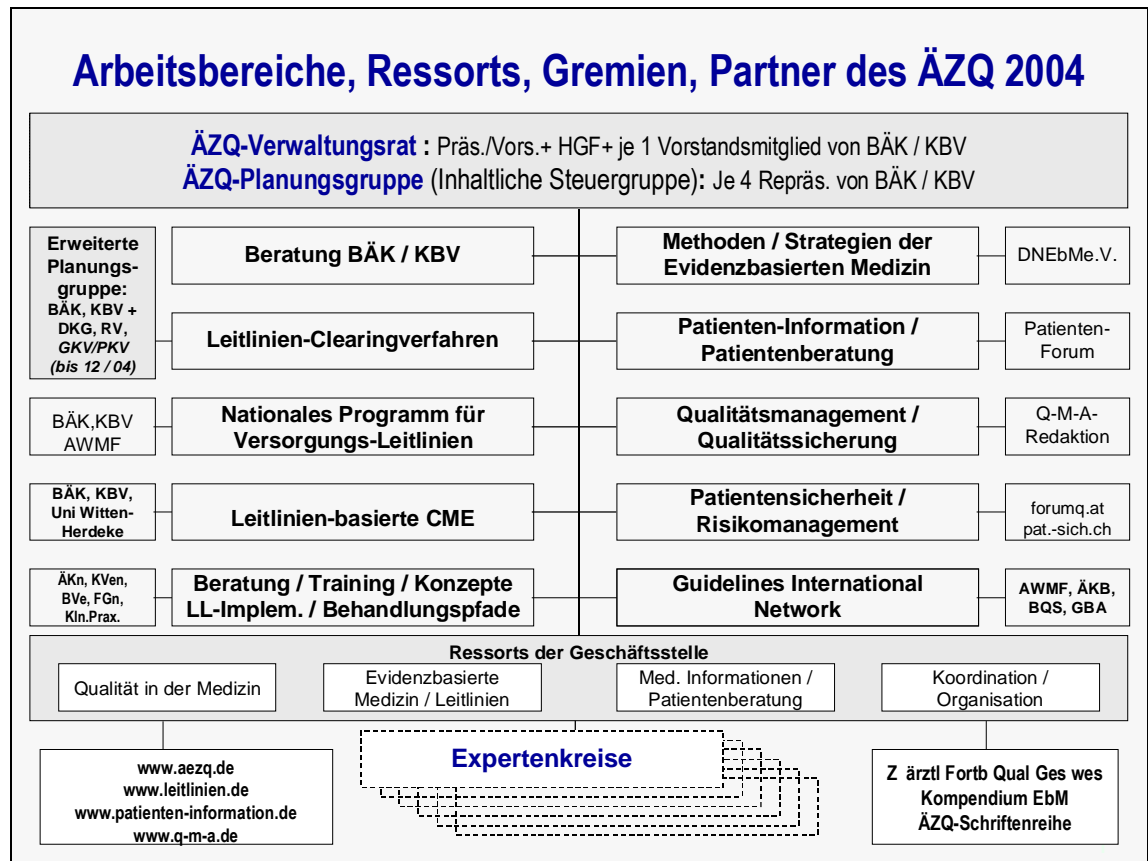 Arbeitsbereiche, Ressorts, Gremien, Partner des ÄZQ 2004
ÄZQ-Verwaltungsrat : Präs./Vors.+ HGF+ je 1 Vorstandsmitglied von BÄK / KBV
ÄZQ-Planungsgruppe (Inhaltliche Steuergruppe): Je 4 Repräs. von BÄK / KBV
Erweiterte
Planungs-
gruppe:
BÄK, KBV +
DKG, RV,
GKV/PKV
(bis 12 / 04)
Beratung BÄK / KBV
Methoden / Strategien der
Evidenzbasierten Medizin
DNEbMe.V.
Leitlinien-Clearingverfahren
Patienten-Information /
Patientenberatung
Patienten-
Forum
BÄK,KBV
AWMF
Nationales Programm für
Versorgungs-Leitlinien
Qualitätsmanagement /
Qualitätssicherung
Q-M-A-
Redaktion
BÄK, KBV,
Uni Witten-
Herdeke
Leitlinien-basierte CME
Patientensicherheit /
Risikomanagement
forumq.at
pat.-sich.ch
ÄKn, KVen,
BVe, FGn,
Kln.Prax.
Beratung / Training / Konzepte
LL-Implem. / Behandlungspfade
Guidelines International
Network
AWMF, ÄKB,
BQS, GBA
Ressorts der Geschäftsstelle
Qualität in der Medizin
Evidenzbasierte
Medizin / Leitlinien
Med. Informationen /
Patientenberatung
Koordination /
Organisation
www.aezq.de
www.leitlinien.de
www.patienten-information.de
www.q-m-a.de
Expertenkreise
Z ärztl Fortb Qual Ges wes
Kompendium EbM
ÄZQ-Schriftenreihe